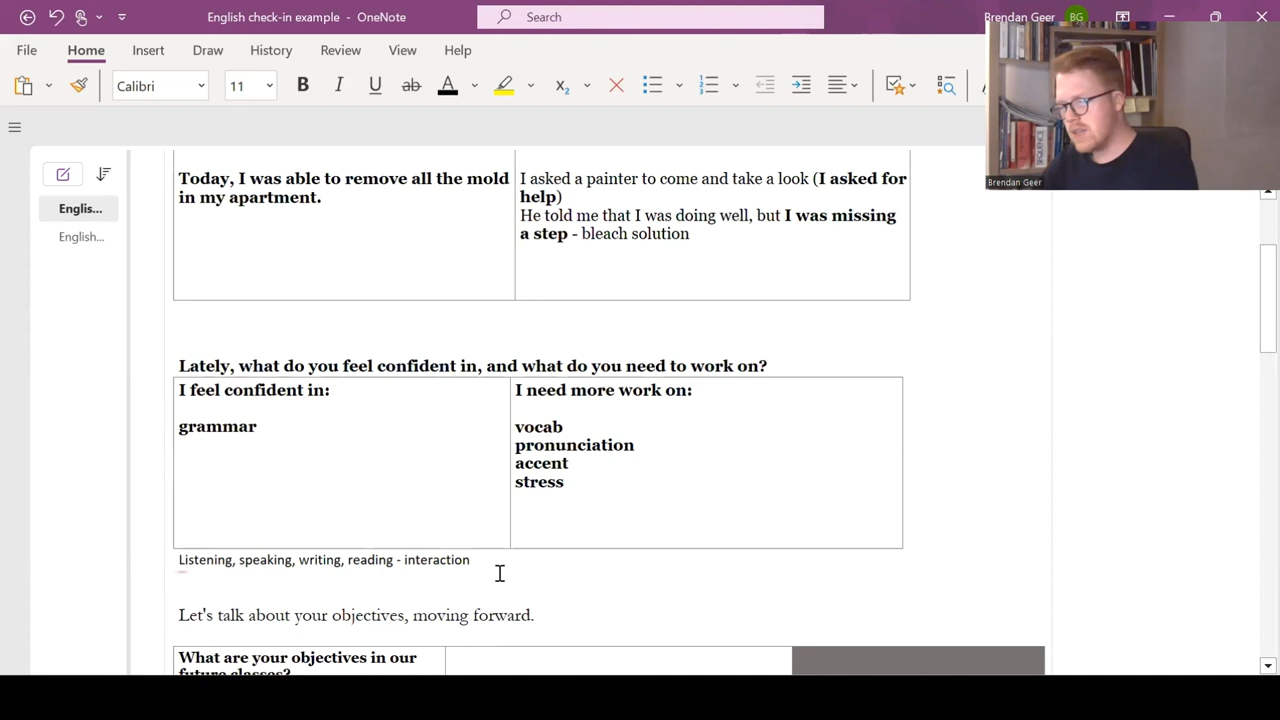 English check-in example - OneNote
Search
Brendan Geer
BG
File
Home
Insert
Draw
History
Review
View
Help
Calibri
11
B
I
U
ab
A
x₂
Englis...
English...
Today, I was able to remove all the mold
in my apartment.
I asked a painter to come and take a look (I asked for
help)
He told me that I was doing well, but I was missing
a step - bleach solution
Lately, what do you feel confident in, and what do you need to work on?
I feel confident in:
grammar
I need more work on:
vocab
pronunciation
accent
stress
Listening, speaking, writing, reading - interaction
Let's talk about your objectives, moving forward.
What are your objectives in our
future classes?
SEQUENCE
Brendan Geer